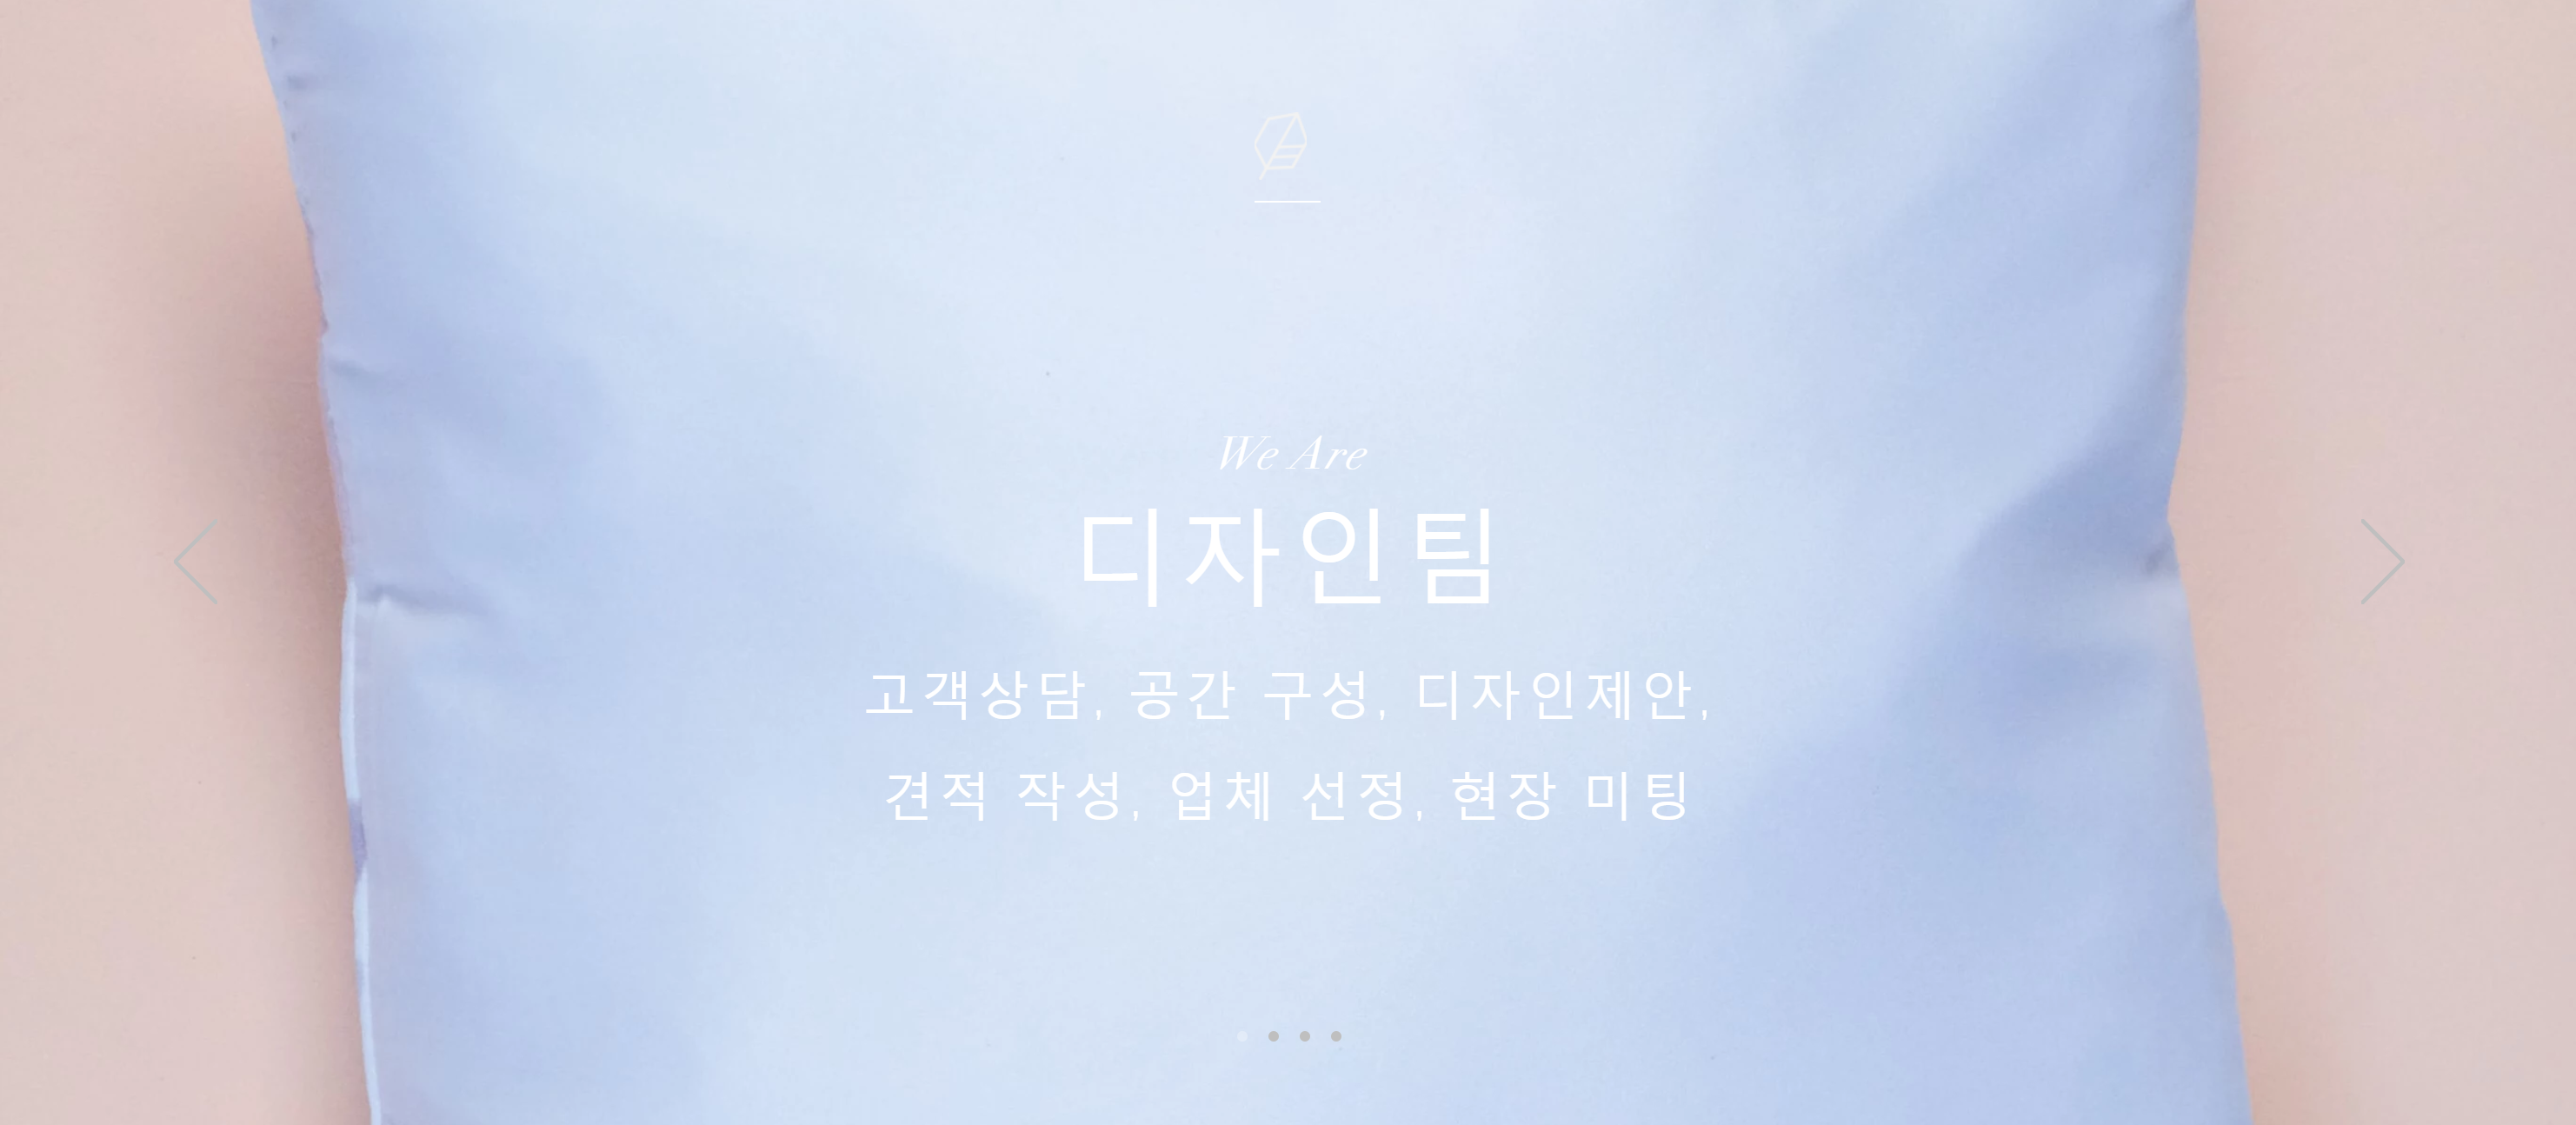 We Are
디자인팀
고객상담, 공간 구성, 디자인제안,
견적 작성, 업체 선정, 현장 미팅